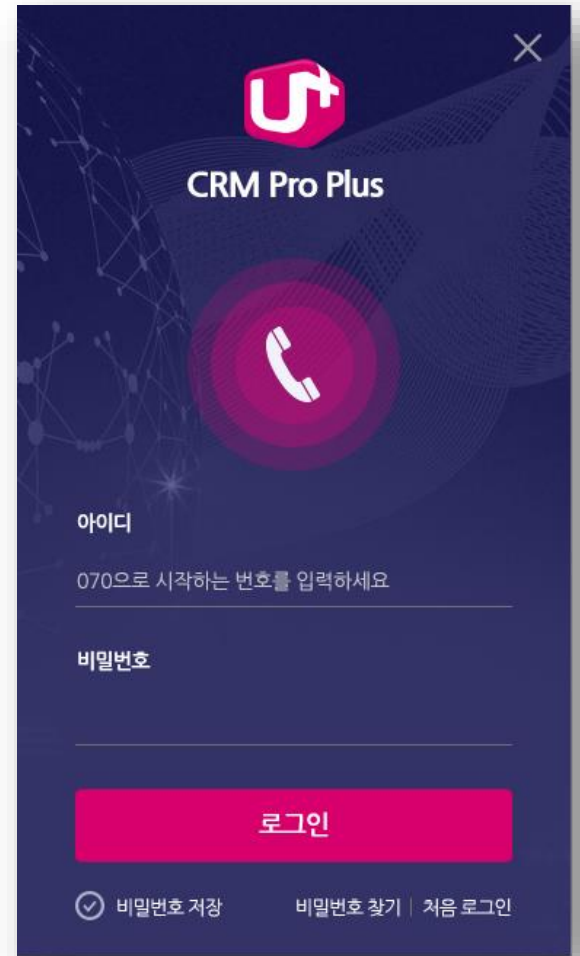 U+
CRM Pro Plus
아이디
070으로 시작하는 번호를 입력하세요
비밀번호
로그인
비밀번호 저장 비밀번호 찾기 | 처음 로그인